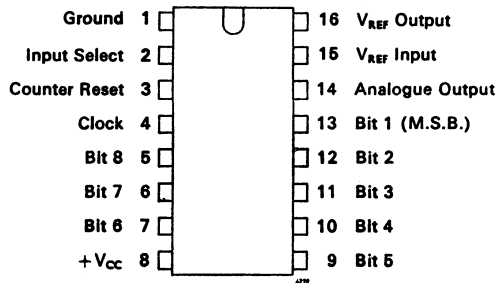 Ground 1 16 V_REF Output
Input Select 2 15 V_REF Input
Counter Reset 3 14 Analogue Output
Clock 4 13 Bit 1 (M.S.B.)
Bit 8 5 12 Bit 2
Bit 7 6 11 Bit 3
Bit 6 7 10 Bit 4
+V_CC 8 9 Bit 5